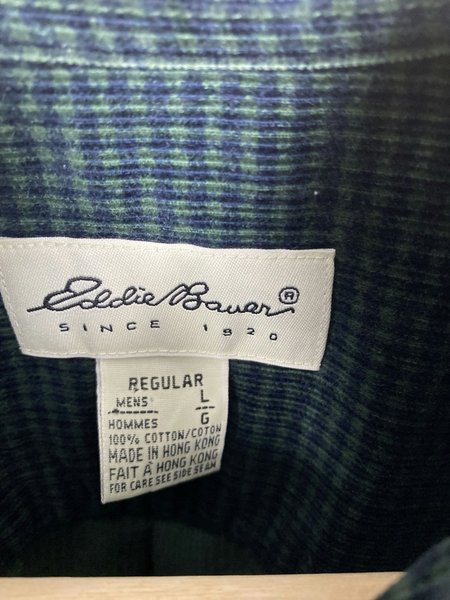 Eddie Bauer ®
SINCE 1920
REGULAR
MENS L
HOMMES G
100% COTTON/COTON
MADE IN HONG KONG
FAIT À HONG KONG
FOR CARE SEE SIDE SEAM